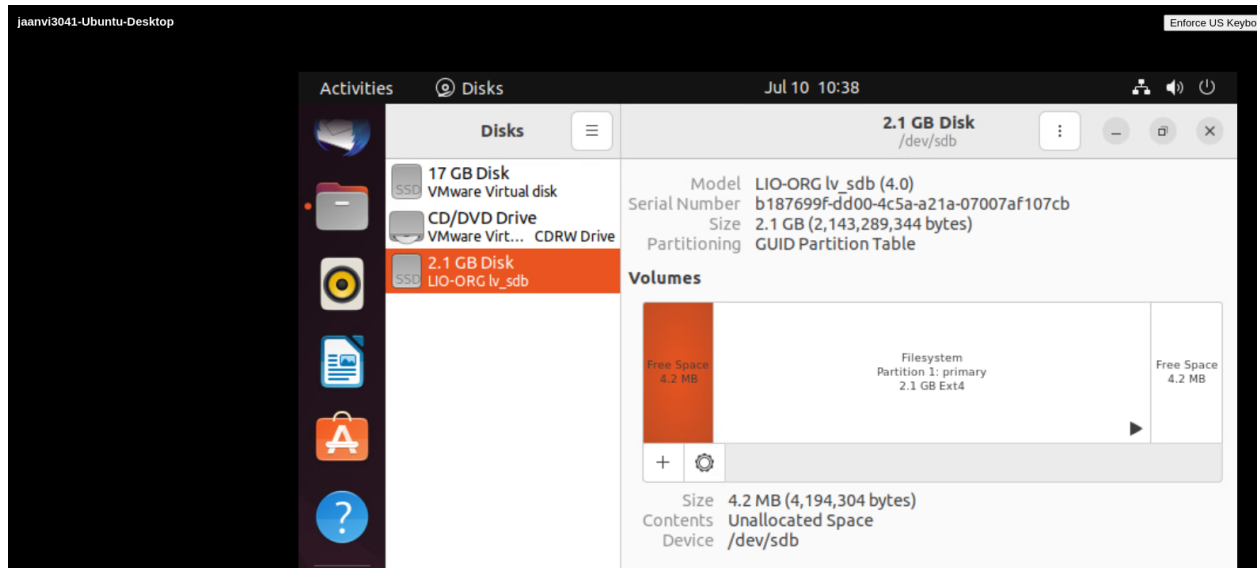 jaanvi3041-Ubuntu-Desktop
Enforce US Keybo
Activities
Disks
Jul 10 10:38
Disks
2.1 GB Disk
/dev/sdb
17 GB Disk
VMware Virtual disk
CD/DVD Drive
VMware Virt... CDRW Drive
2.1 GB Disk
LIO-ORG lv_sdb
SSD
SSD
Model LIO-ORG lv_sdb (4.0)
Serial Number b187699f-dd00-4c5a-a21a-07007af107cb
Size 2.1 GB (2,143,289,344 bytes)
Partitioning GUID Partition Table
Volumes
Free Space
4.2 MB
Filesystem
Partition 1: primary
2.1 GB Ext4
Free Space
4.2 MB
Size 4.2 MB (4,194,304 bytes)
Contents Unallocated Space
Device /dev/sdb